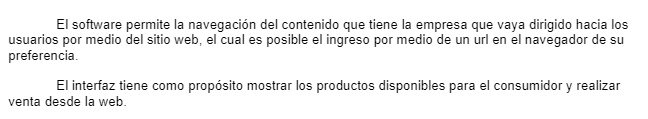 El software permite la navegación del contenido que tiene la empresa que vaya dirigido hacia los
usuarios por medio del sitio web, el cual es posible el ingreso por medio de un url en el navegador de su
preferencia.
El interfaz tiene como propósito mostrar los productos disponibles para el consumidor y realizar
venta desde la web.